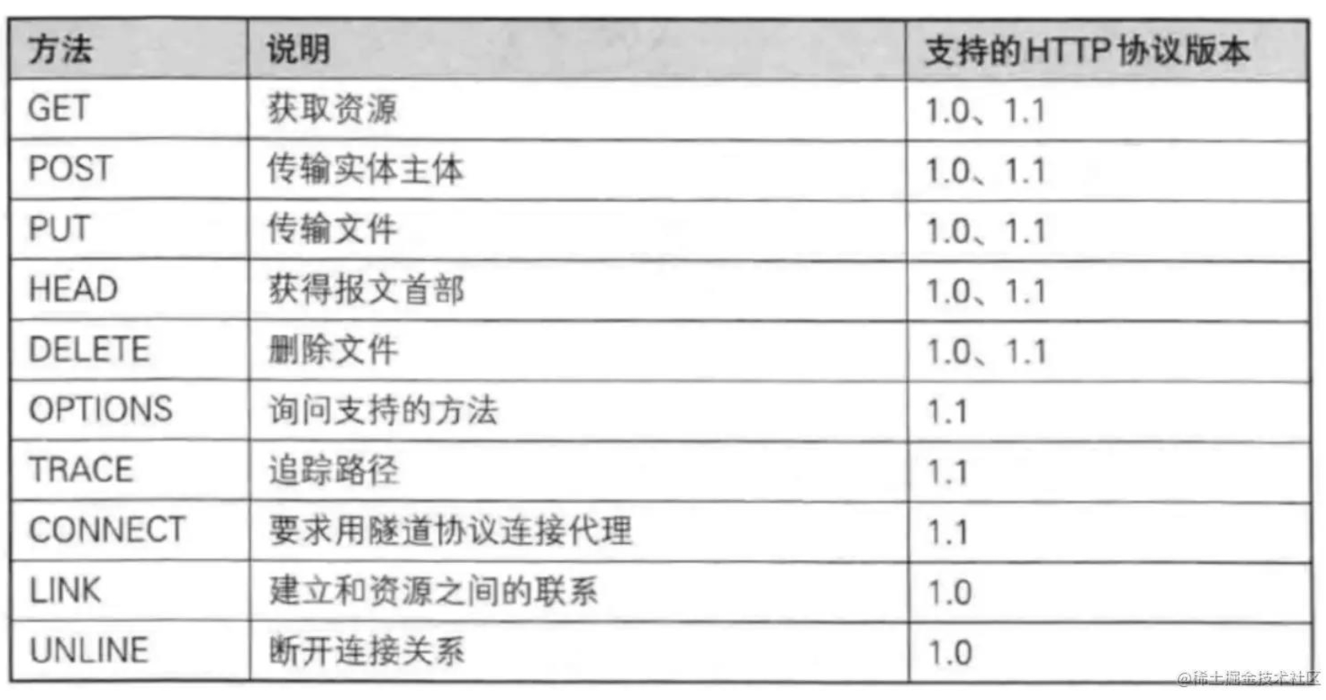 方法 说明 支持的HTTP协议版本
GET 获取资源 1.0、1.1
POST 传输实体主体 1.0、1.1
PUT 传输文件 1.0、1.1
HEAD 获得报文首部 1.0、1.1
DELETE 删除文件 1.0、1.1
OPTIONS 询问支持的方法 1.1
TRACE 追踪路径 1.1
CONNECT 要求用隧道协议连接代理 1.1
LINK 建立和资源之间的联系 1.0
UNLINE 断开连接关系 1.0
@稀土掘金技术社区